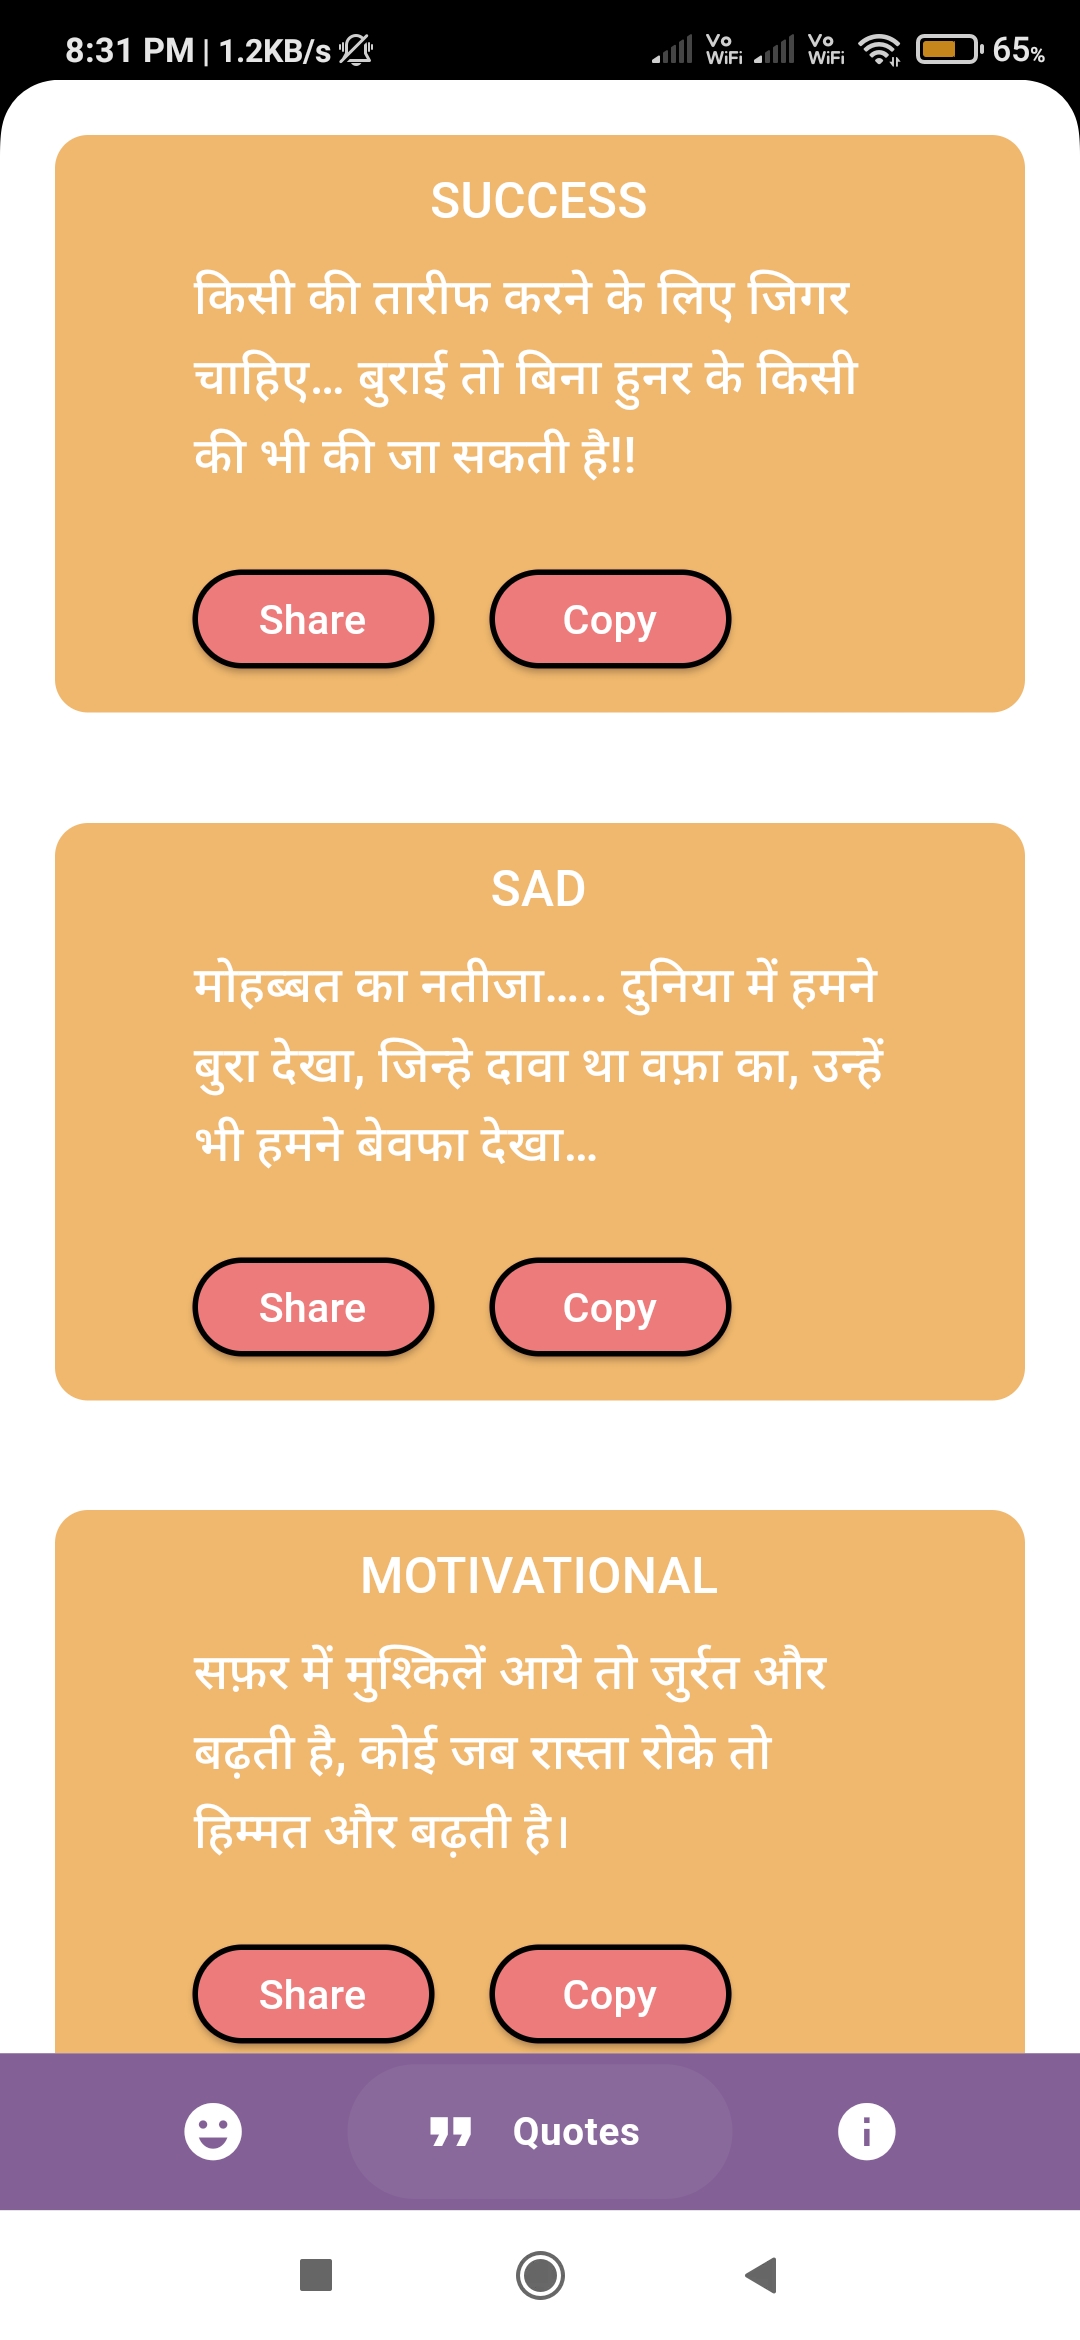 8:31 PM | 1.2KB/s Vo WiFi Vo WiFi 65%
SUCCESS
किसी की तारीफ करने के लिए जिगर
चाहिए... बुराई तो बिना हुनर के किसी
की भी की जा सकती है!!
Share Copy
SAD
मोहब्बत का नतीजा..... दुनिया में हमने
बुरा देखा, जिन्हे दावा था वफ़ा का, उन्हें
भी हमने बेवफा देखा...
Share Copy
MOTIVATIONAL
सफ़र में मुश्किलें आये तो जुर्रत और
बढ़ती है, कोई जब रास्ता रोके तो
हिम्मत और बढ़ती है।
Share Copy
Quotes